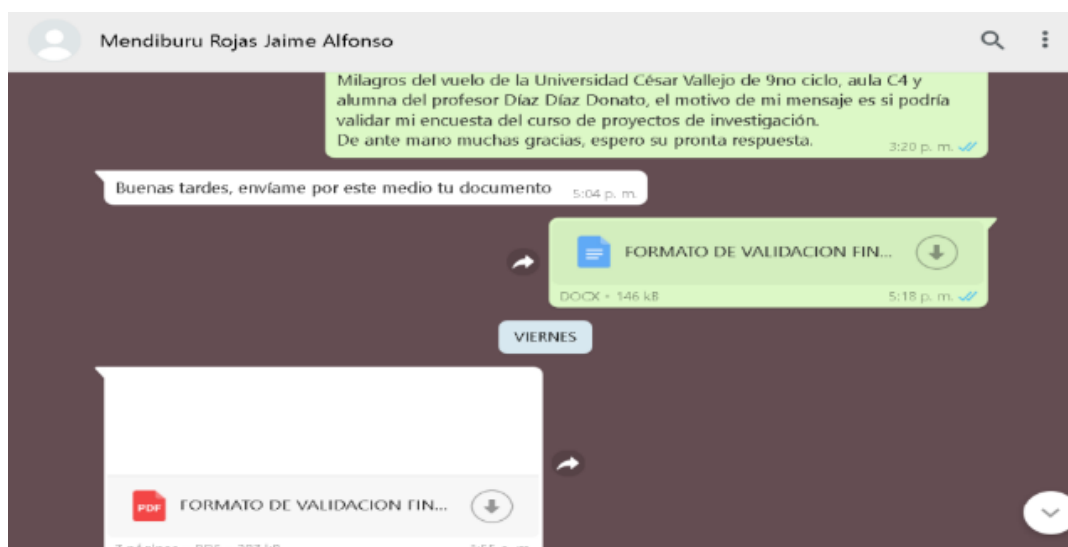 Mendiburu Rojas Jaime Alfonso
Milagros del vuelo de la Universidad César Vallejo de 9no ciclo, aula C4 y
alumna del profesor Díaz Díaz Donato, el motivo de mi mensaje es si podría
validar mi encuesta del curso de proyectos de investigación.
De ante mano muchas gracias, espero su pronta respuesta.
3:20 p. m.
Buenas tardes, envíame por este medio tu documento
5:04 p. m.
FORMATO DE VALIDACION FIN...
DOCX • 146 kB
5:18 p. m.
VIERNES
PDF
FORMATO DE VALIDACION FIN...